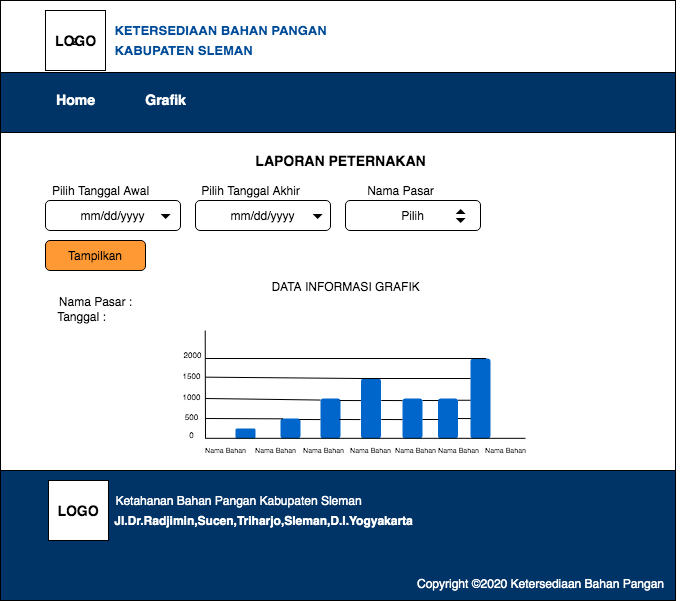 LOGO
KETERSEDIAAN BAHAN PANGAN
KABUPATEN SLEMAN
Home Grafik
LAPORAN PETERNAKAN
Pilih Tanggal Awal Pilih Tanggal Akhir Nama Pasar
mm/dd/yyyy mm/dd/yyyy Pilih
Tampilkan
DATA INFORMASI GRAFIK
Nama Pasar :
Tanggal :
2000
1500
1000
500
0
Nama Bahan Nama Bahan Nama Bahan Nama Bahan Nama Bahan Nama Bahan Nama Bahan
LOGO
Ketahanan Bahan Pangan Kabupaten Sleman
Jl.Dr.Radjimin,Sucen,Triharjo,Sleman,D.I.Yogyakarta
Copyright ©2020 Ketersediaan Bahan Pangan